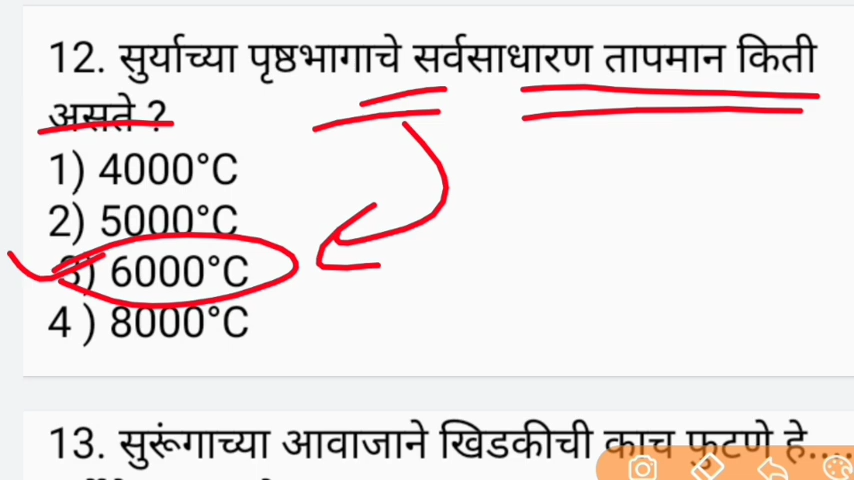 12. सुर्याच्या पृष्ठभागाचे सर्वसाधारण तापमान किती
असते ?
1) 4000°C
2) 5000°C
3) 6000°C
4 ) 8000°C
13. सुरूंगाच्या आवाजाने खिडकीची काच फुटणे हे....